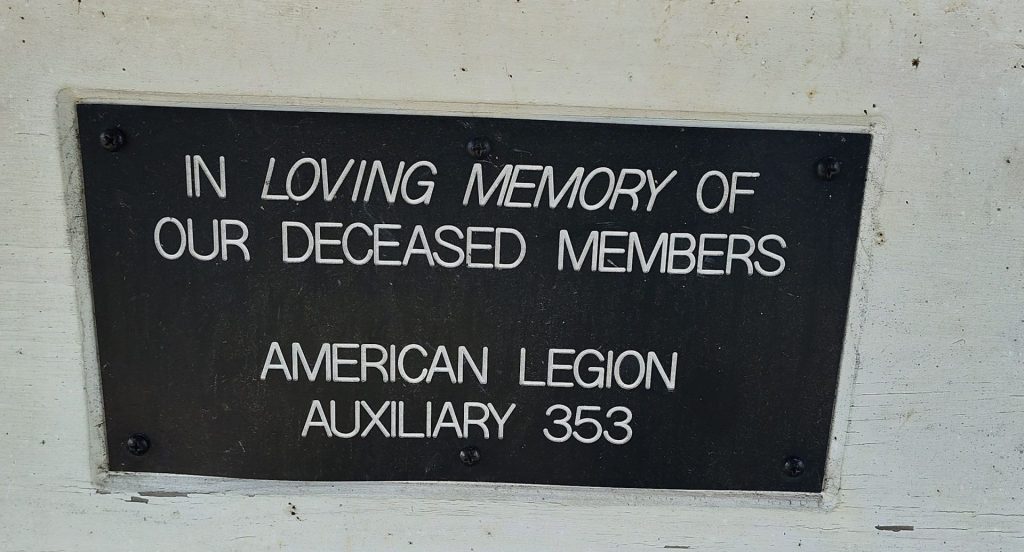 IN LOVING MEMORY OF
OUR DECEASED MEMBERS
AMERICAN LEGION
AUXILIARY 353